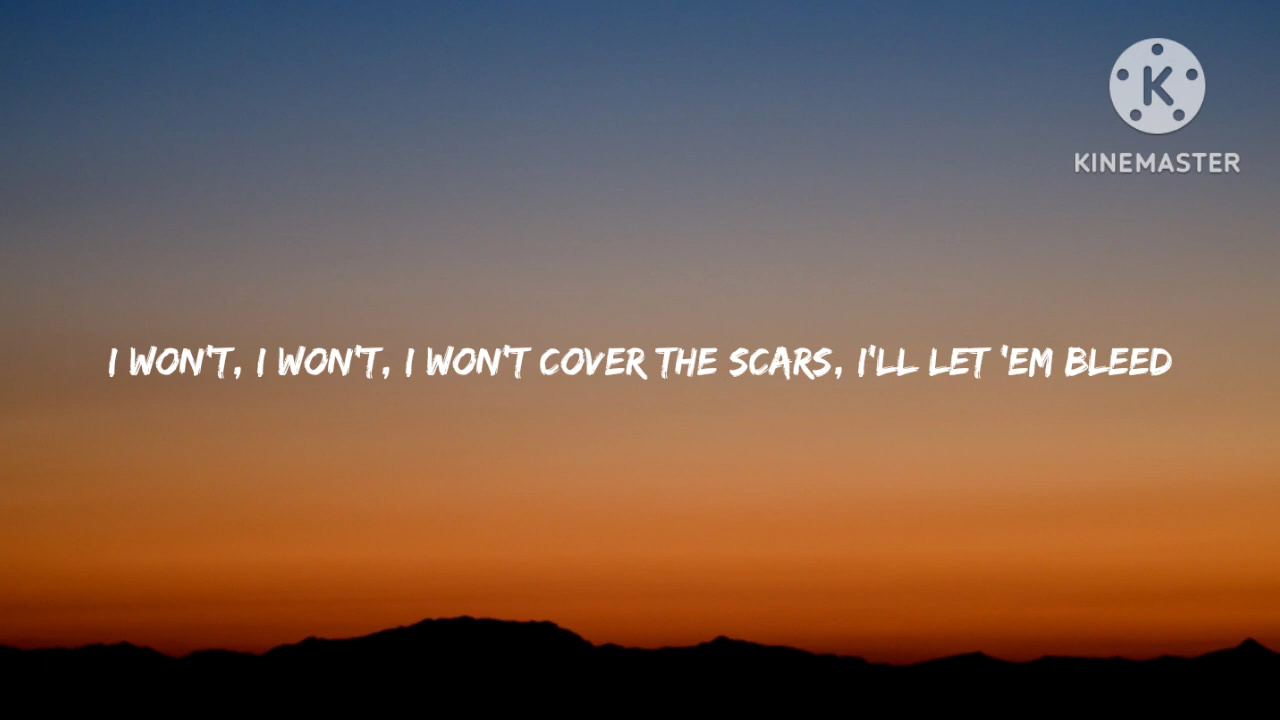 KINEMASTER
I WON'T, I WON'T, I WON'T COVER THE SCARS, I'LL LET 'EM BLEED